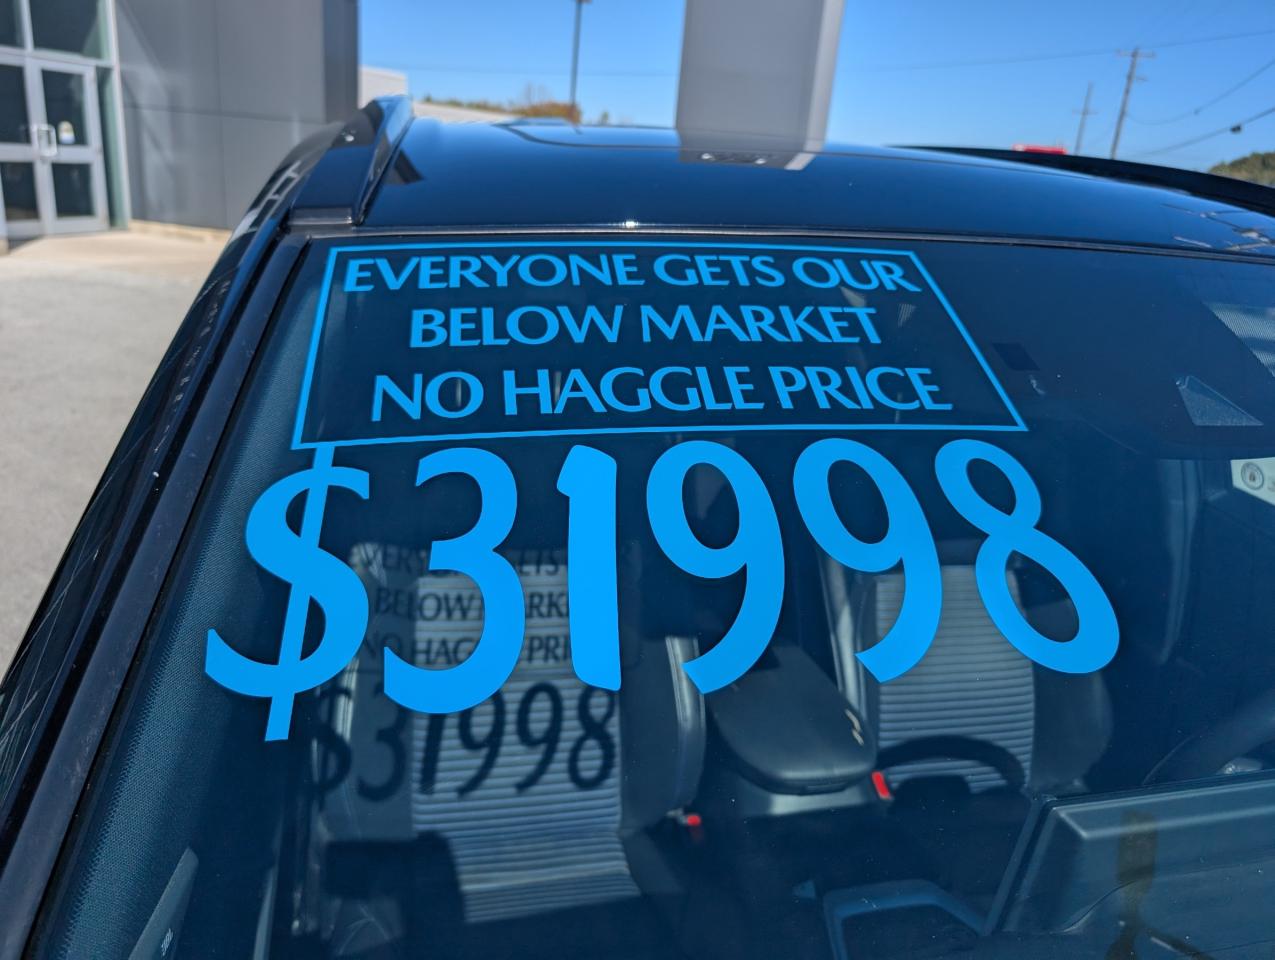 EVERYONE GETS OUR
BELOW MARKET
NO HAGGLE PRICE
$31998